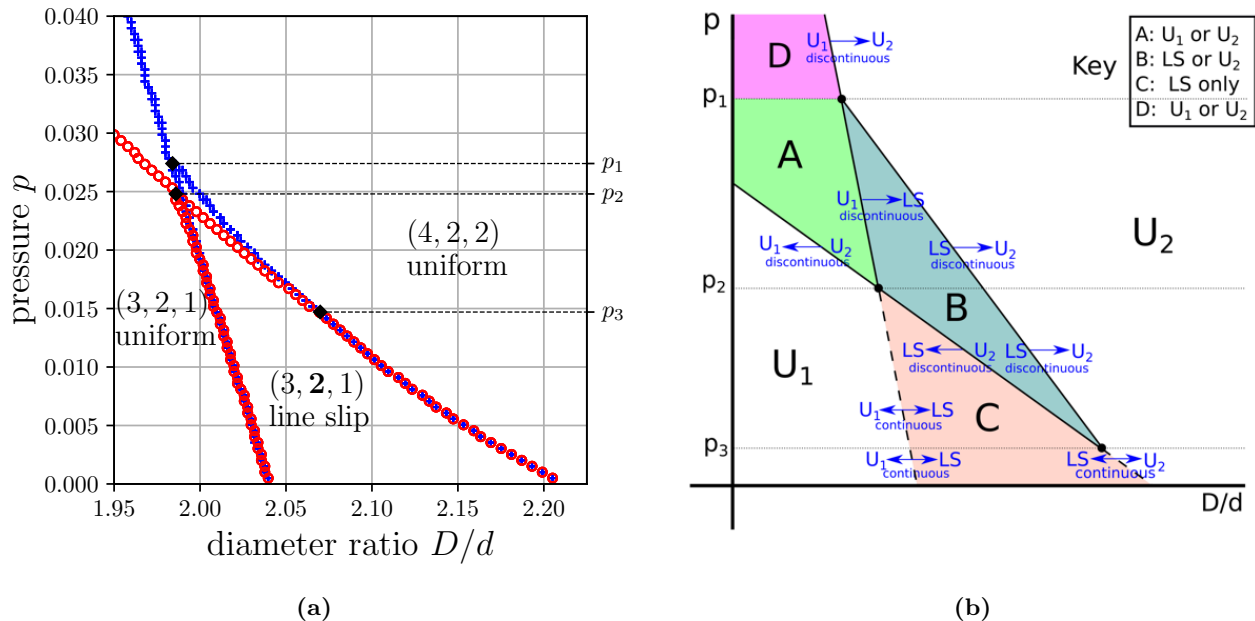 0.040
0.035
0.030
0.025
0.020
0.015
0.010
0.005
0.000
pressure p
1.95
2.00
2.05
2.10
2.15
2.20
diameter ratio D/d
p₁
p₂
p₃
(4, 2, 2)
uniform
(3, 2, 1)
uniform
(3, **2**, 1)
line slip
(a)
p
p₁
p₂
p₃
D/d
Key
A: U₁ or U₂
B: LS or U₂
C: LS only
D: U₁ or U₂
D
U₁ U₂
discontinuous
A
U₁ LS
discontinuous
U₁ U₂
discontinuous
LS U₂
discontinuous
U₂
B
LS U₂
discontinuous
LS U₂
discontinuous
U₁
C
U₁ LS
continuous
U₁ LS
continuous
LS U₂
continuous
(b)